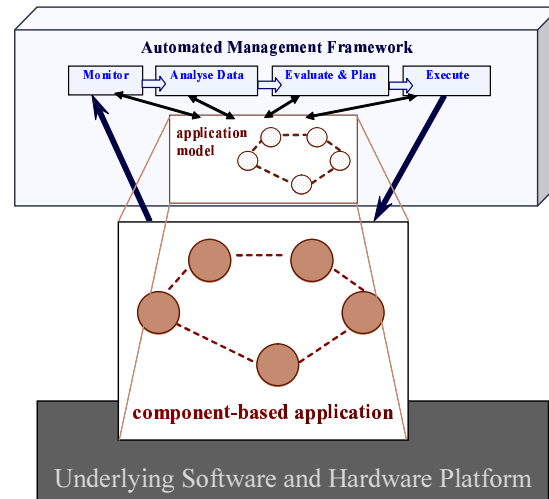 Automated Management Framework
Monitor
Analyse Data
Evaluate & Plan
Execute
application
model
component-based application
Underlying Software and Hardware Platform